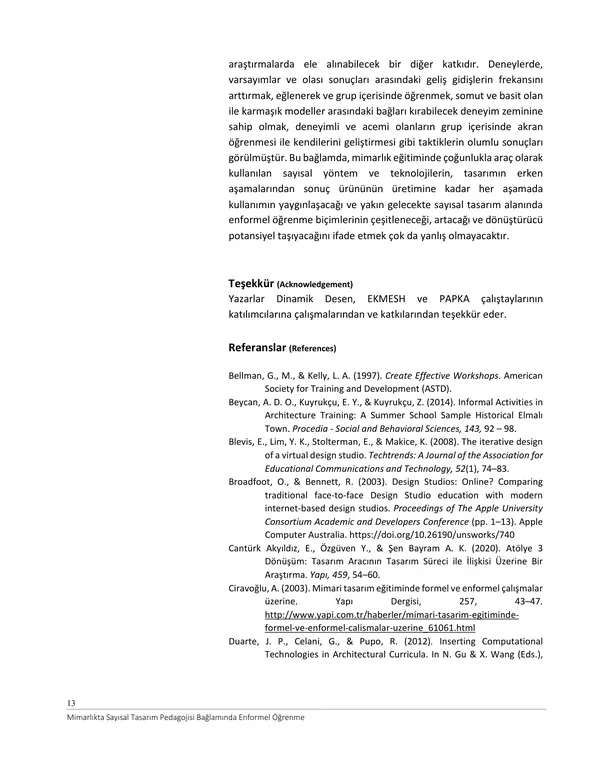 araştırmalarda ele alınabilecek bir diğer katkıdır. Deneylerde,
varsayımlar ve olası sonuçları arasındaki geliş gidişlerin frekansını
arttırmak, eğlenerek ve grup içerisinde öğrenmek, somut ve basit olan
ile karmaşık modeller arasındaki bağları kırabilecek deneyim zeminine
sahip olmak, deneyimli ve acemi olanların grup içerisinde akran
öğrenmesi ile kendilerini geliştirmesi gibi taktiklerin olumlu sonuçları
görülmüştür. Bu bağlamda, mimarlık eğitiminde çoğunlukla araç olarak
kullanılan sayısal yöntem ve teknolojilerin, tasarımın erken
aşamalarından sonuç ürününün üretimine kadar her aşamada
kullanımın yaygınlaşacağı ve yakın gelecekte sayısal tasarım alanında
enformel öğrenme biçimlerinin çeşitleneceği, artacağı ve dönüştürücü
potansiyel taşıyacağını ifade etmek çok da yanlış olmayacaktır.
Teşekkür (Acknowledgement)
Yazarlar Dinamik Desen, EKMESH ve PAPKA çalıştaylarının
katılımcılarına çalışmalarından ve katkılarından teşekkür eder.
Referanslar (References)
Bellman, G., M., & Kelly, L. A. (1997). Create Effective Workshops. American
Society for Training and Development (ASTD).
Beycan, A. D. O., Kuyrukçu, E. Y., & Kuyrukçu, Z. (2014). Informal Activities in
Architecture Training: A Summer School Sample Historical Elmalı
Town. Procedia - Social and Behavioral Sciences, 143, 92 – 98.
Blevis, E., Lim, Y. K., Stolterman, E., & Makice, K. (2008). The iterative design
of a virtual design studio. Techtrends: A Journal of the Association for
Educational Communications and Technology, 52(1), 74–83.
Broadfoot, O., & Bennett, R. (2003). Design Studios: Online? Comparing
traditional face-to-face Design Studio education with modern
internet-based design studios. Proceedings of The Apple University
Consortium Academic and Developers Conference (pp. 1–13). Apple
Computer Australia. https://doi.org/10.26190/unsworks/740
Cantürk Akyıldız, E., Özgüven Y., & Şen Bayram A. K. (2020). Atölye 3
Dönüşüm: Tasarım Aracının Tasarım Süreci ile İlişkisi Üzerine Bir
Araştırma. Yapı, 459, 54–60.
Ciravoğlu, A. (2003). Mimari tasarım eğitiminde formel ve enformel çalışmalar
üzerine. Yapı Dergisi, 257, 43–47.
http://www.yapi.com.tr/haberler/mimari-tasarim-egitiminde-
formel-ve-enformel-calismalar-uzerine_61061.html
Duarte, J. P., Celani, G., & Pupo, R. (2012). Inserting Computational
Technologies in Architectural Curricula. In N. Gu & X. Wang (Eds.),
13
Mimarlıkta Sayısal Tasarım Pedagojisi Bağlamında Enformel Öğrenme